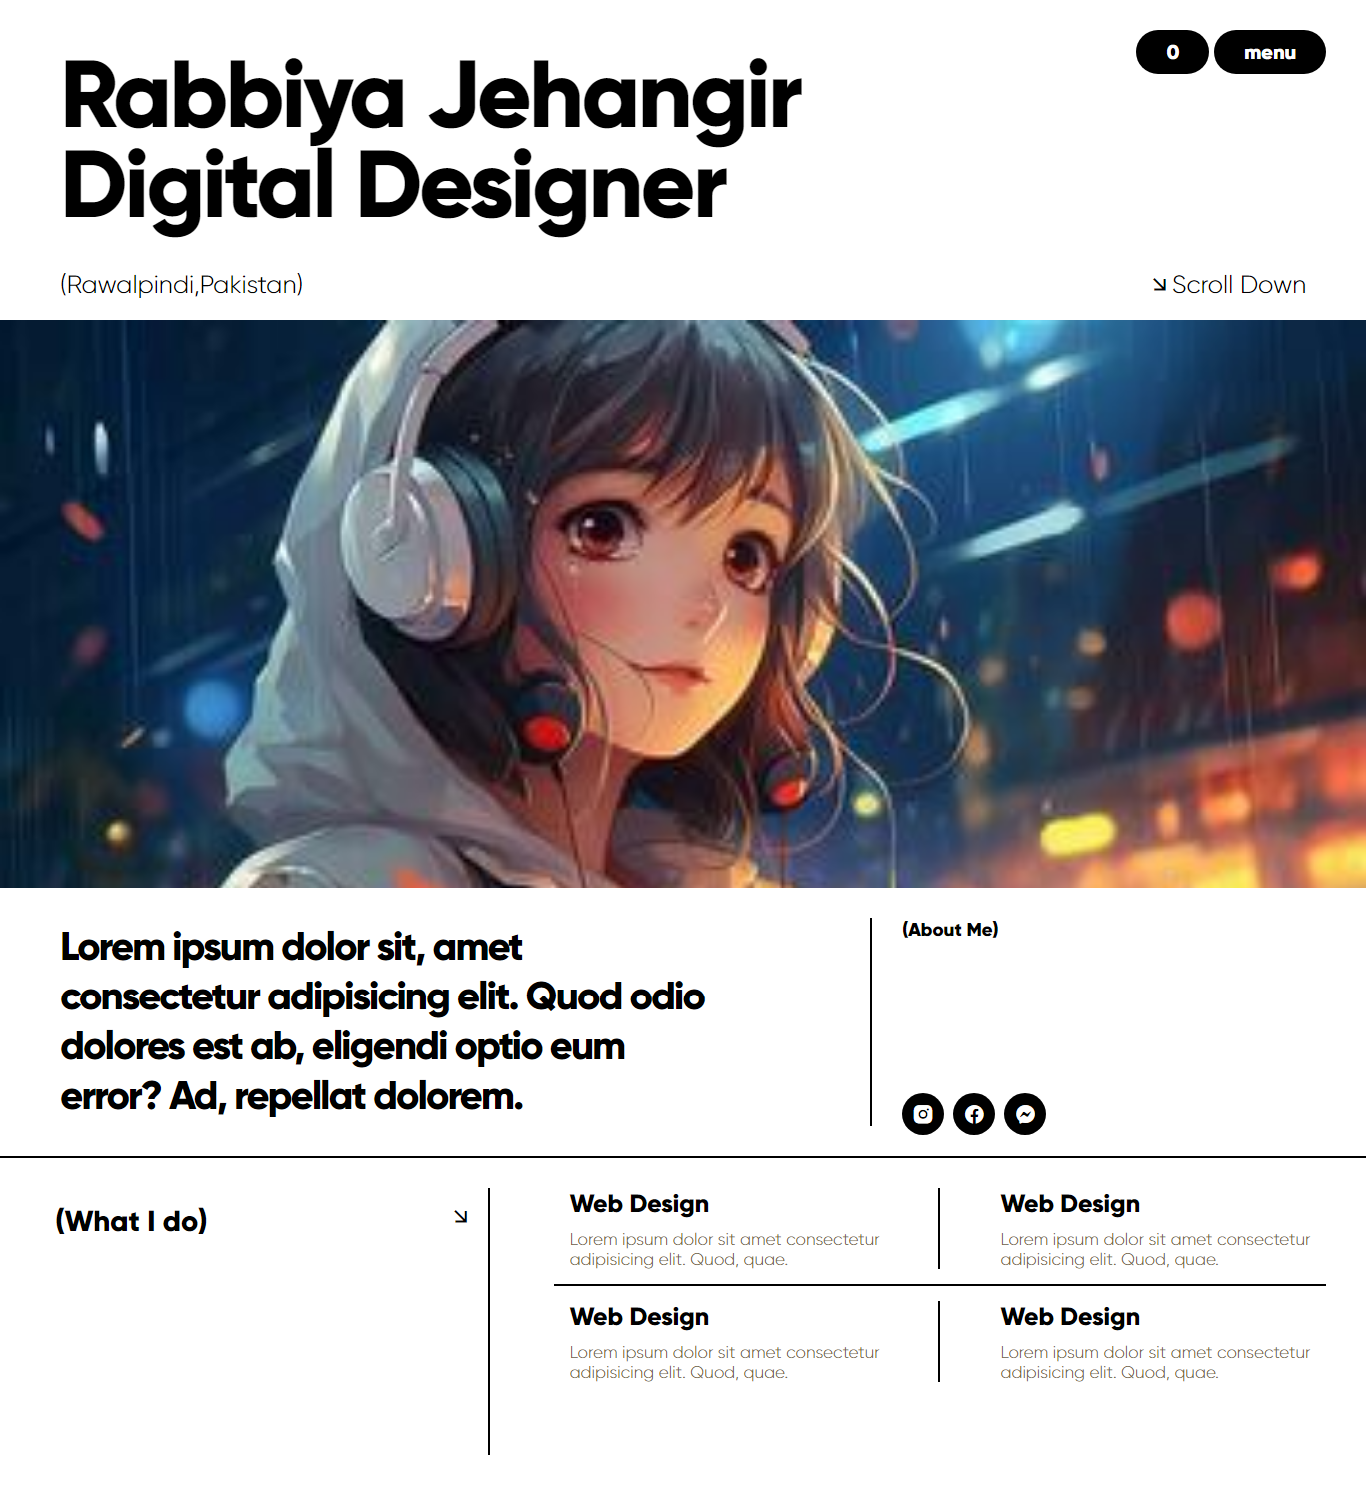 0 menu
Rabbiya Jehangir
Digital Designer
(Rawalpindi,Pakistan)
Scroll Down
Lorem ipsum dolor sit, amet
consectetur adipisicing elit. Quod odio
dolores est ab, eligendi optio eum
error? Ad, repellat dolorem.
(About Me)
(What I do)
Web Design
Lorem ipsum dolor sit amet consectetur
adipisicing elit. Quod, quae.
Web Design
Lorem ipsum dolor sit amet consectetur
adipisicing elit. Quod, quae.
Web Design
Lorem ipsum dolor sit amet consectetur
adipisicing elit. Quod, quae.
Web Design
Lorem ipsum dolor sit amet consectetur
adipisicing elit. Quod, quae.